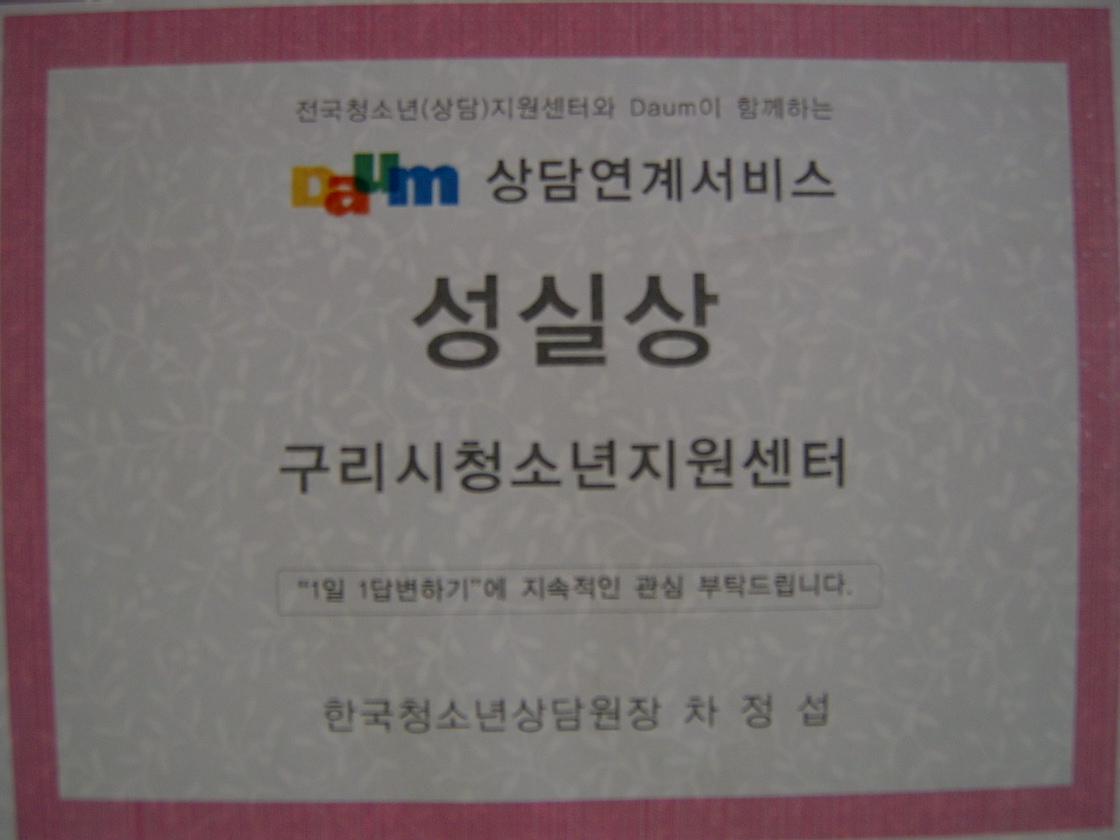 전국청소년(상담)지원센터와 Daum이 함께하는
Daum 상담연계서비스
성실상
구리시청소년지원센터
"1일 1답변하기"에 지속적인 관심 부탁드립니다.
한국청소년상담원장 차 정 섭